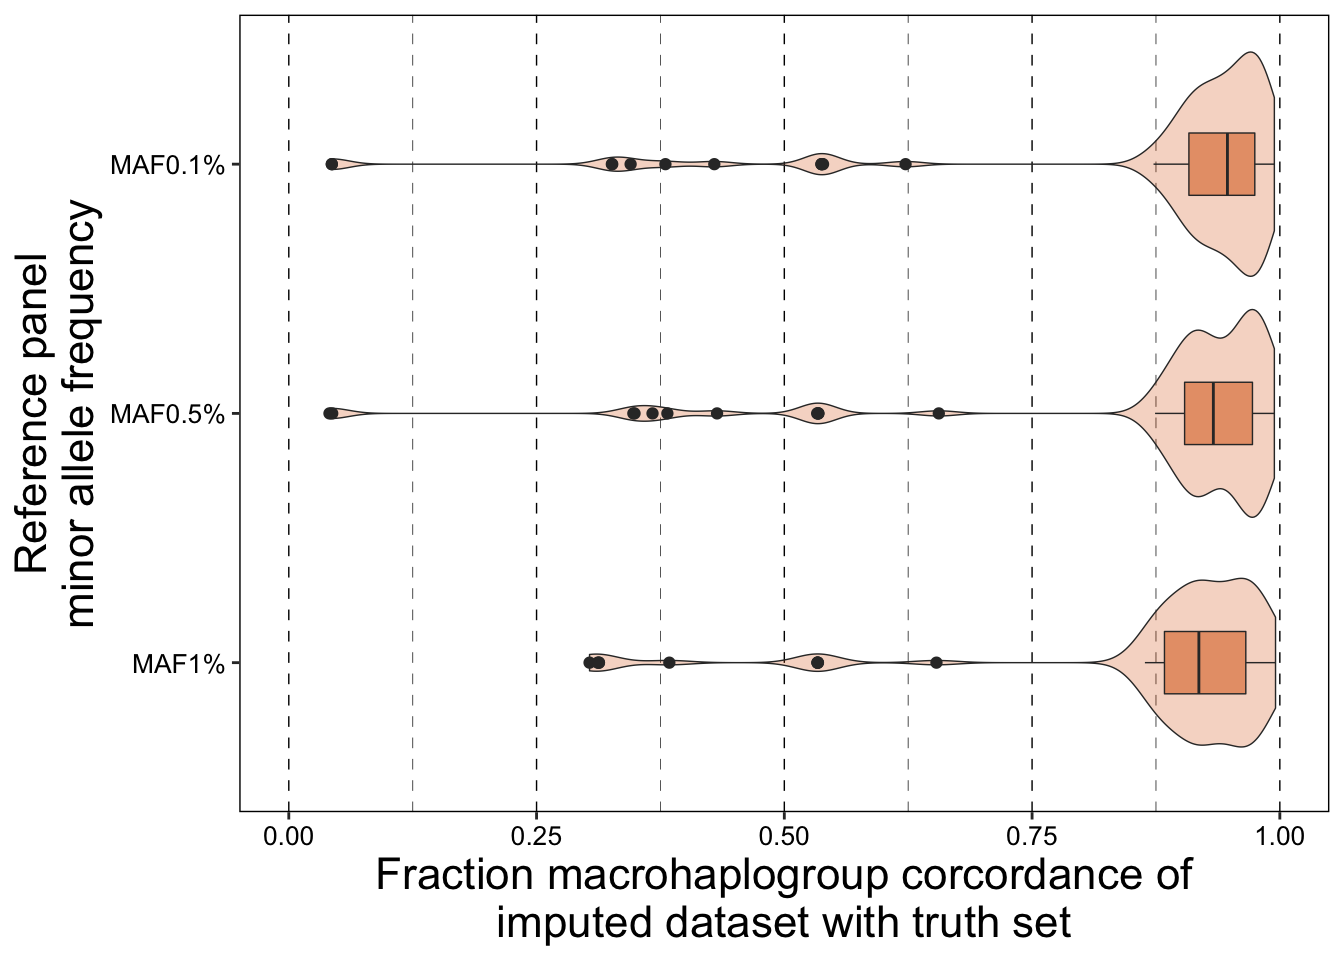 Reference panel
minor allele frequency
MAF0.1%
MAF0.5%
MAF1%
0.00 0.25 0.50 0.75 1.00
Fraction macrohaplogroup corcordance of
imputed dataset with truth set